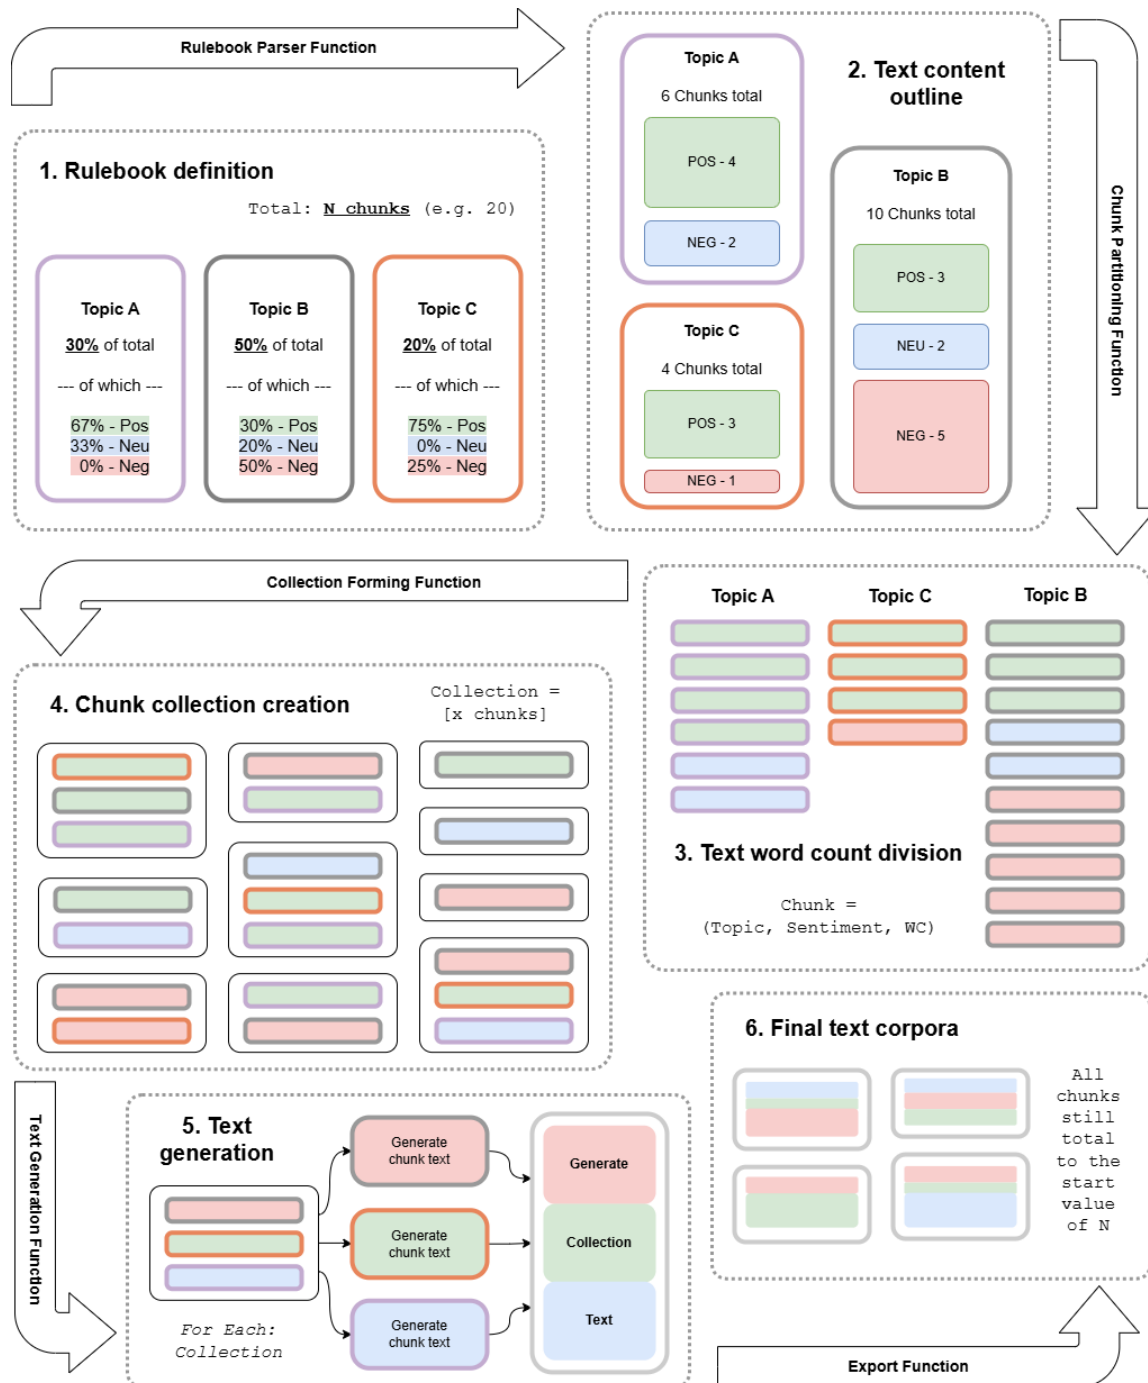 Rulebook Parser Function
1. Rulebook definition
Total: N chunks (e.g. 20)
Topic A
30% of total
--- of which ---
67% - Pos
33% - Neu
0% - Neg
Topic B
50% of total
--- of which ---
30% - Pos
20% - Neu
50% - Neg
Topic C
20% of total
--- of which ---
75% - Pos
0% - Neu
25% - Neg
2. Text content
outline
Topic A
6 Chunks total
POS - 4
NEG - 2
Topic C
4 Chunks total
POS - 3
NEG - 1
Topic B
10 Chunks total
POS - 3
NEU - 2
NEG - 5
Chunk Partitioning Function
Topic A
Topic C
Topic B
3. Text word count division
Chunk =
(Topic, Sentiment, WC)
Collection Forming Function
4. Chunk collection creation
Collection =
[x chunks]
Text Generation Function
5. Text
generation
For Each:
Collection
Generate
chunk text
Generate
chunk text
Generate
chunk text
Generate
Collection
Text
Export Function
6. Final text corpora
All
chunks
still
total
to the
start
value
of N